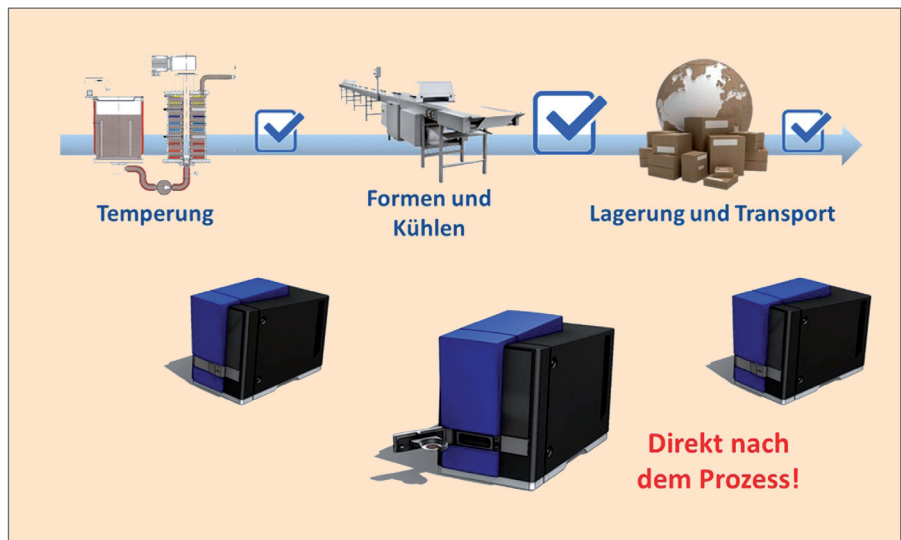 Temperung
Formen und
Kühlen
Lagerung und Transport
Direkt nach
dem Prozess!